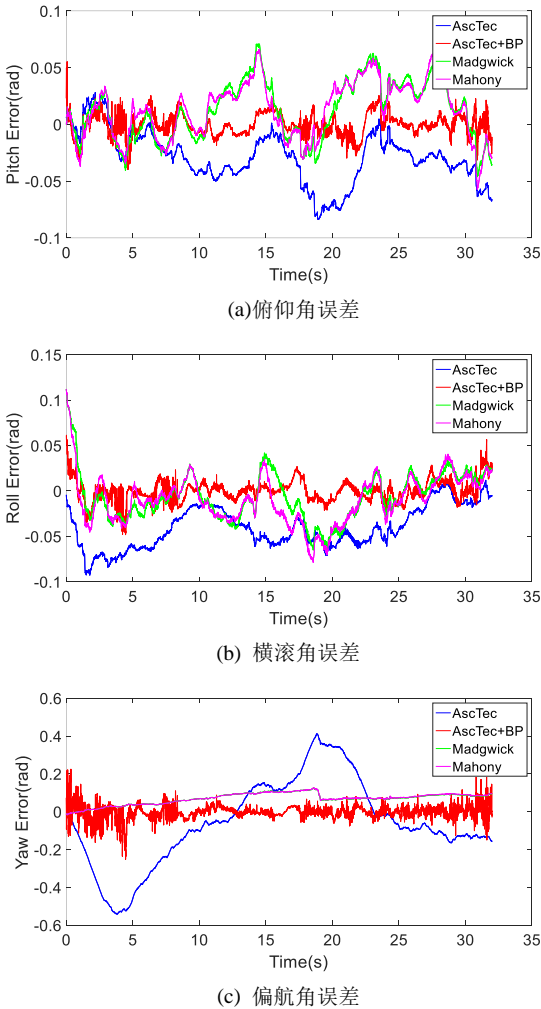 0.1
0.05
0
-0.05
-0.1
Pitch Error(rad)
AscTec
AscTec+BP
Madgwick
Mahony
0 5 10 15 20 25 30 35
Time(s)
(a)俯仰角误差
0.15
0.1
0.05
0
-0.05
-0.1
Roll Error(rad)
AscTec
AscTec+BP
Madgwick
Mahony
0 5 10 15 20 25 30 35
Time(s)
(b) 横滚角误差
0.6
0.4
0.2
0
-0.2
-0.4
-0.6
Yaw Error(rad)
AscTec
AscTec+BP
Madgwick
Mahony
0 5 10 15 20 25 30 35
Time(s)
(c) 偏航角误差